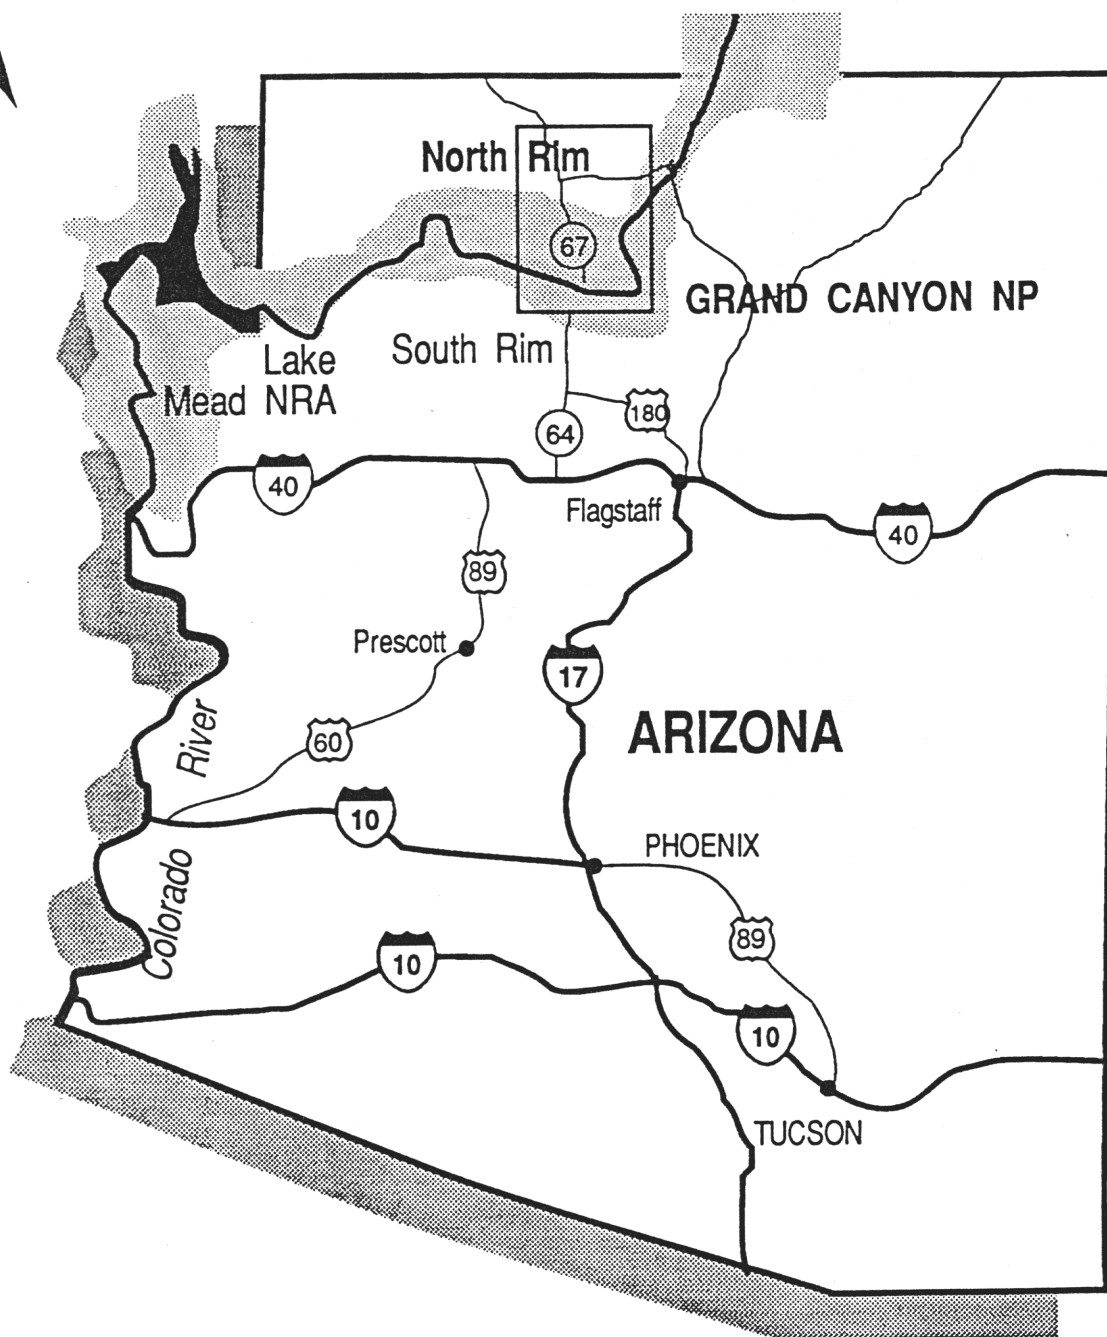 North Rim
67
GRAND CANYON NP
South Rim
Lake
Mead NRA
180
64
40
Flagstaff
40
89
Prescott
17
60
River
ARIZONA
10
PHOENIX
Colorado
89
10
10
TUCSON